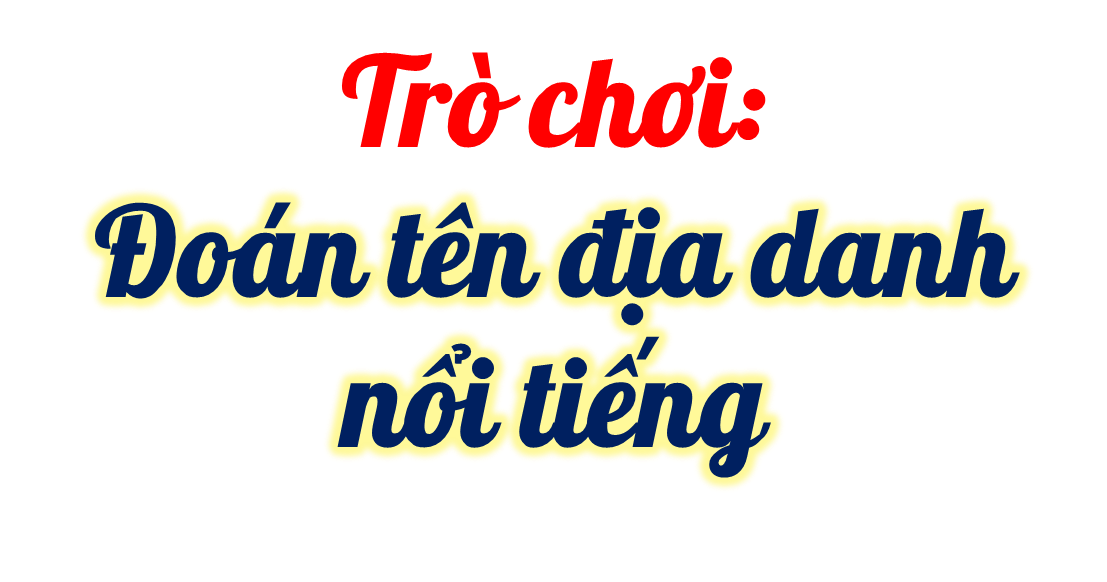 Trò chơi:
Đoán tên địa danh
nổi tiếng